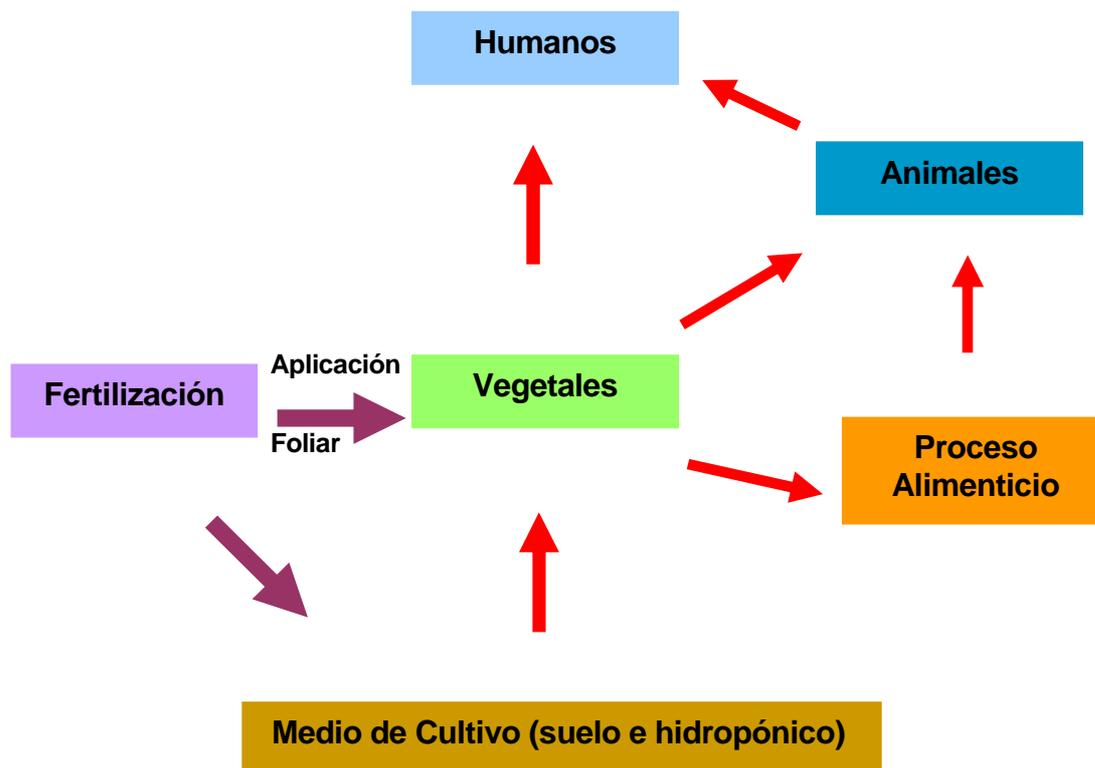 Humanos
Animales
Aplicación
Fertilización
Vegetales
Foliar
Proceso
Alimenticio
Medio de Cultivo (suelo e hidropónico)